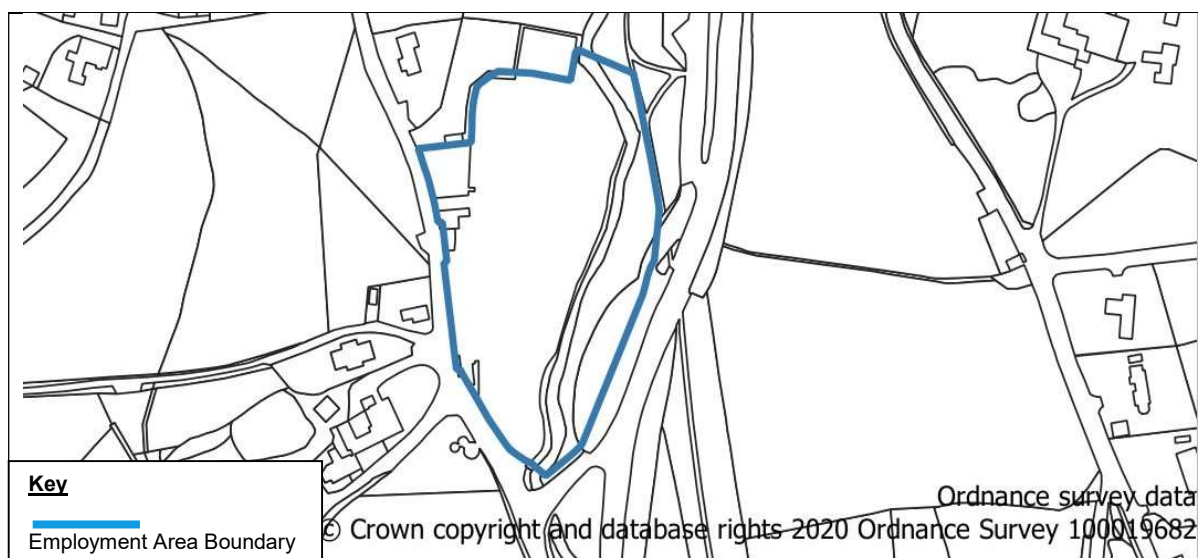 Key
Employment Area Boundary
Ordnance survey data
© Crown copyright and database rights 2020 Ordnance Survey 100019682